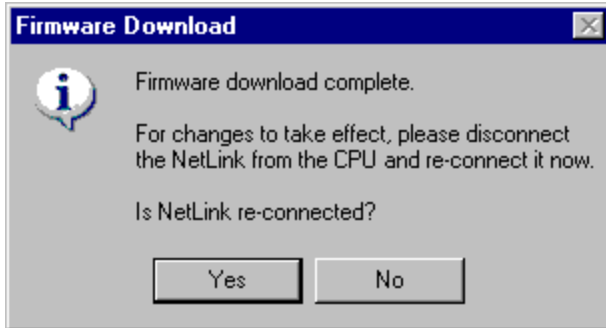 Firmware Download
Firmware download complete.
For changes to take effect, please disconnect
the NetLink from the CPU and re-connect it now.
Is NetLink re-connected?
Yes
No